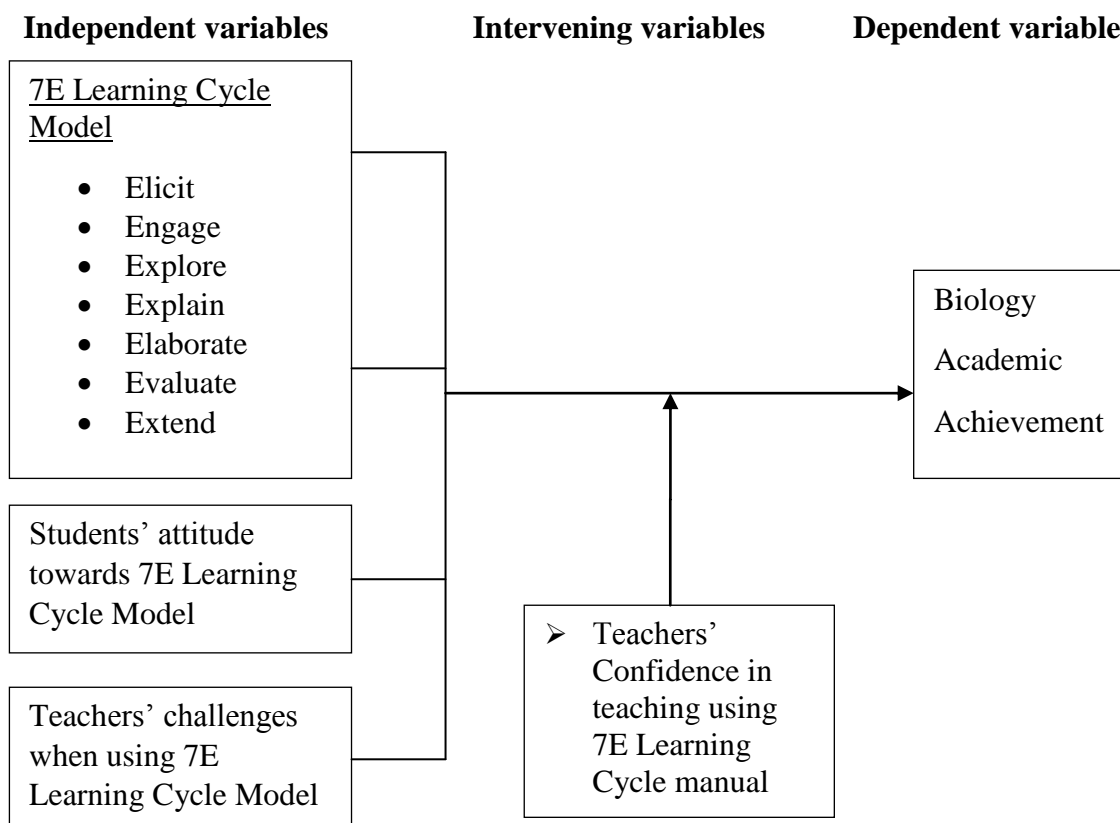 Independent variables
Intervening variables
Dependent variable
7E Learning Cycle
Model
• Elicit
• Engage
• Explore
• Explain
• Elaborate
• Evaluate
• Extend
Students’ attitude
towards 7E Learning
Cycle Model
Teachers’ challenges
when using 7E
Learning Cycle Model
➢ Teachers’
Confidence in
teaching using
7E Learning
Cycle manual
Biology
Academic
Achievement